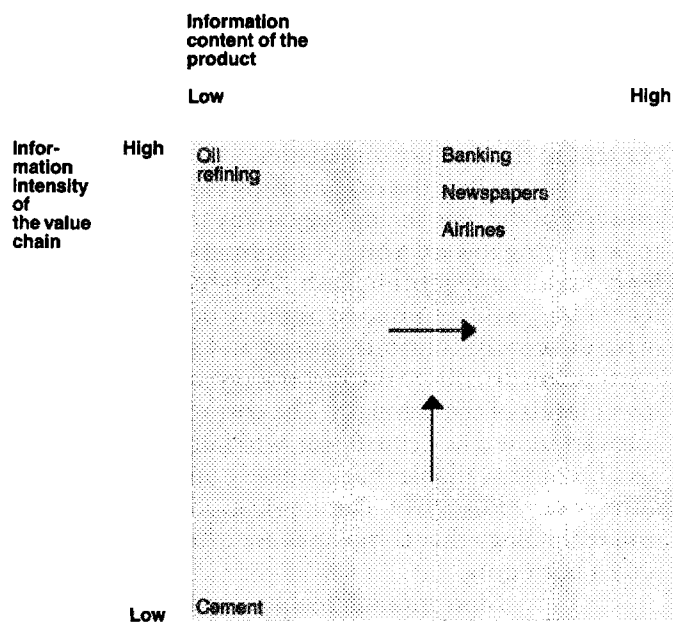 Information
content of the
product
Low
High
Infor-
mation
intensity
of
the value
chain
High
Oil
refining
Banking
Newspapers
Airlines
Low
Cement